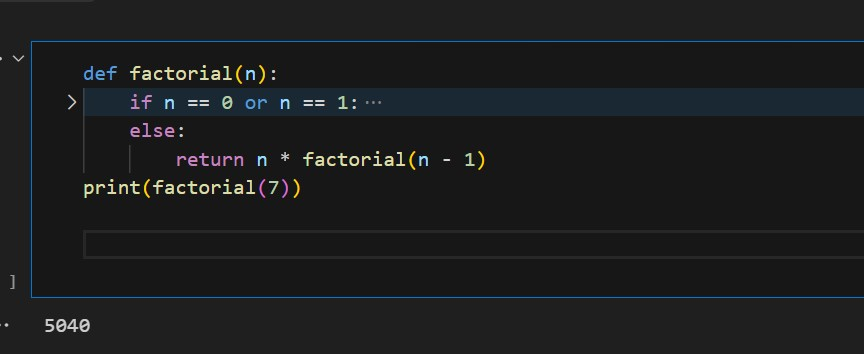 def factorial(n):
    if n == 0 or n == 1:···
    else:
        return n * factorial(n - 1)
print(factorial(7))
]
5040